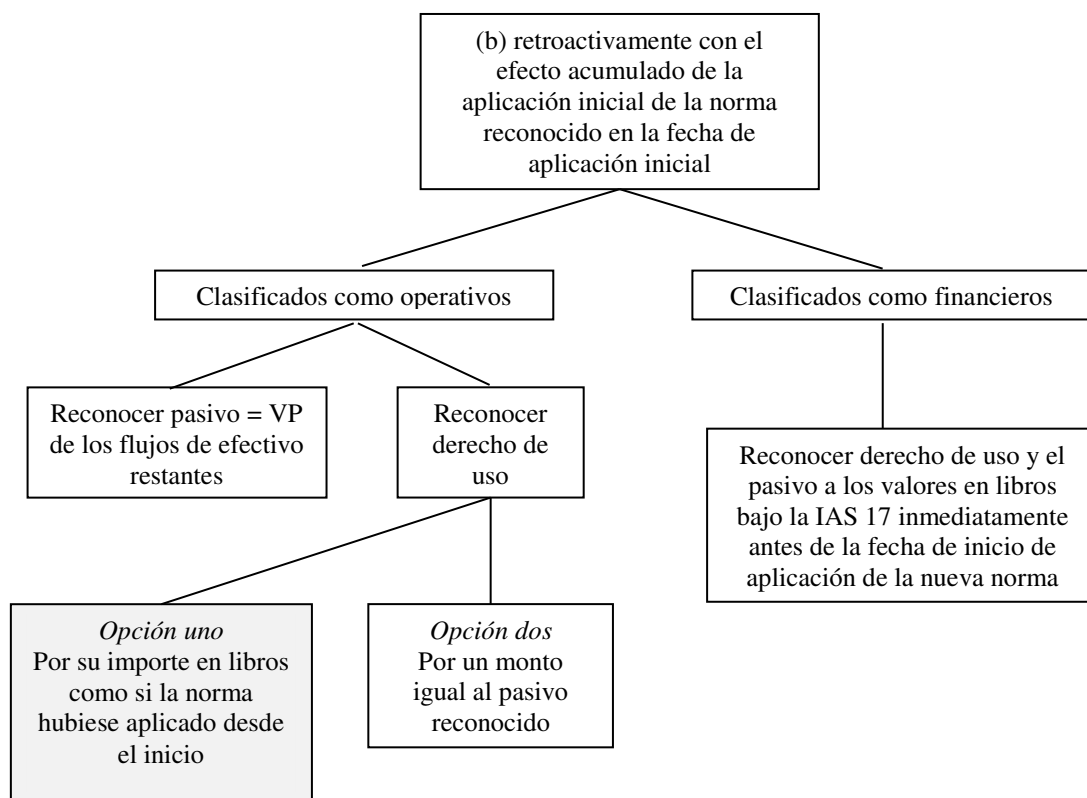 (b) retroactivamente con el
efecto acumulado de la
aplicación inicial de la norma
reconocido en la fecha de
aplicación inicial
Clasificados como operativos
Clasificados como financieros
Reconocer pasivo = VP
de los flujos de efectivo
restantes
Reconocer
derecho de
uso
Reconocer derecho de uso y el
pasivo a los valores en libros
bajo la IAS 17 inmediatamente
antes de la fecha de inicio de
aplicación de la nueva norma
Opción uno
Por su importe en libros
como si la norma
hubiese aplicado desde
el inicio
Opción dos
Por un monto
igual al pasivo
reconocido